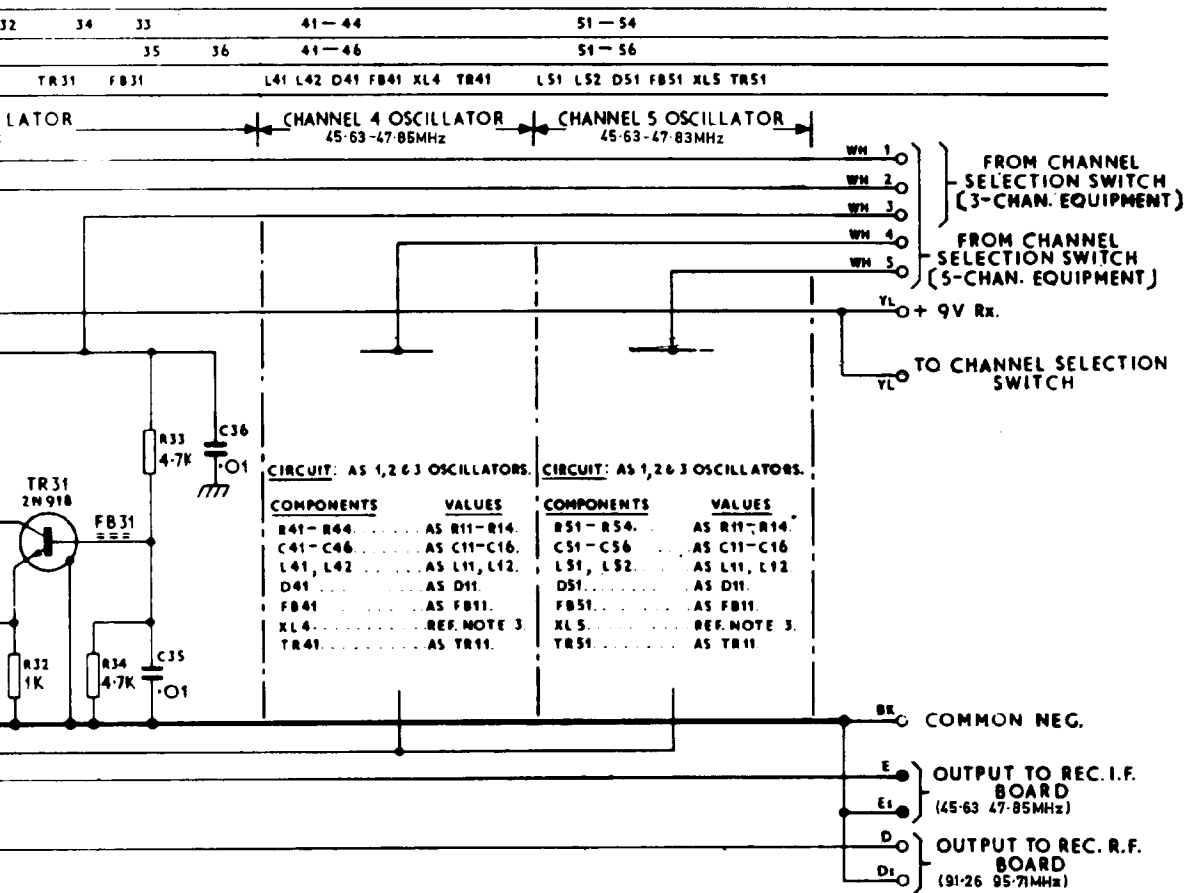 32 34 33 41-44 51-54
35 36 41-46 51-56
TR31 FB31 L41 L42 D41 FB41 XL4 TR41 L51 L52 D51 FB51 XL5 TR51
LATOR
CHANNEL 4 OSCILLATOR
45·63-47·85MHz
CHANNEL 5 OSCILLATOR
45·63-47·83MHz
WH 1
WH 2
WH 3
WH 4
WH 5
FROM CHANNEL
SELECTION SWITCH
[3-CHAN. EQUIPMENT]
FROM CHANNEL
SELECTION SWITCH
[5-CHAN. EQUIPMENT]
YL
+ 9V Rx.
YL
TO CHANNEL SELECTION
SWITCH
R33
4·7K
C36
·01
TR31
2N918
FB31
R32
1K
R34
4·7K
C35
·01
CIRCUIT: AS 1,2&3 OSCILLATORS.
COMPONENTS VALUES
R41-R44......... AS R11-R14.
C41-C46......... AS C11-C16.
L41, L42 ...... AS L11, L12.
D41 .... ...... AS D11.
FB41 ......... AS FB11.
XL4............ REF. NOTE 3.
TR41............ AS TR11.
CIRCUIT: AS 1,2&3 OSCILLATORS.
COMPONENTS VALUES
R51-R54... AS R11-R14.
C51-C56 ... AS C11-C16
L51, L52...... AS L11, L12.
D51........... AS D11.
FB51.......... AS FB11.
XL5........... REF. NOTE 3.
TR51.......... AS TR11.
BK
COMMON NEG.
E
E1
OUTPUT TO REC. I.F.
BOARD
(45·63 47·85MHz)
D
D1
OUTPUT TO REC. R.F.
BOARD
(91·26 95·71MHz)